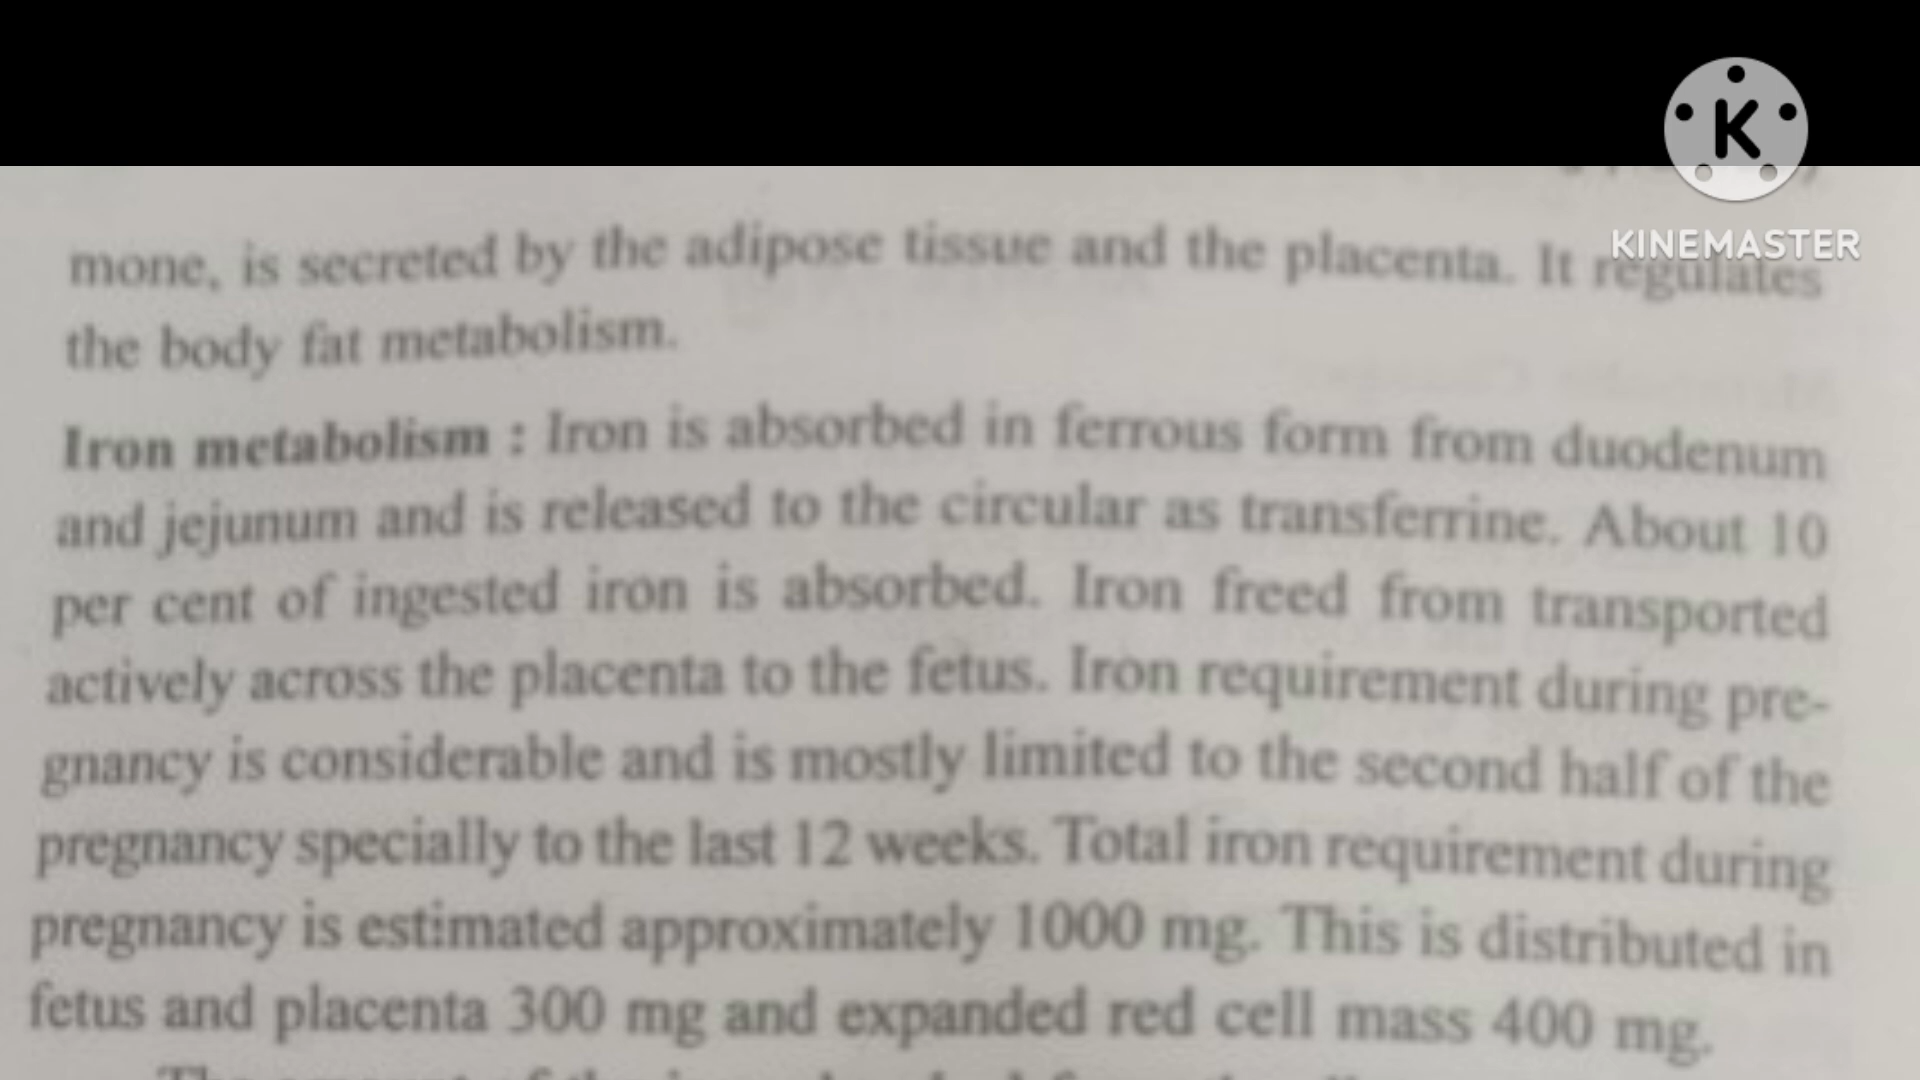 K
KINEMASTER
mone, is secreted by the adipose tissue and the placenta. It regulates
the body fat metabolism.
Iron metabolism : Iron is absorbed in ferrous form from duodenum
and jejunum and is released to the circular as transferrine. About 10
per cent of ingested iron is absorbed. Iron freed from transported
actively across the placenta to the fetus. Iron requirement during pre-
gnancy is considerable and is mostly limited to the second half of the
pregnancy specially to the last 12 weeks. Total iron requirement during
pregnancy is estimated approximately 1000 mg. This is distributed in
fetus and placenta 300 mg and expanded red cell mass 400 mg.